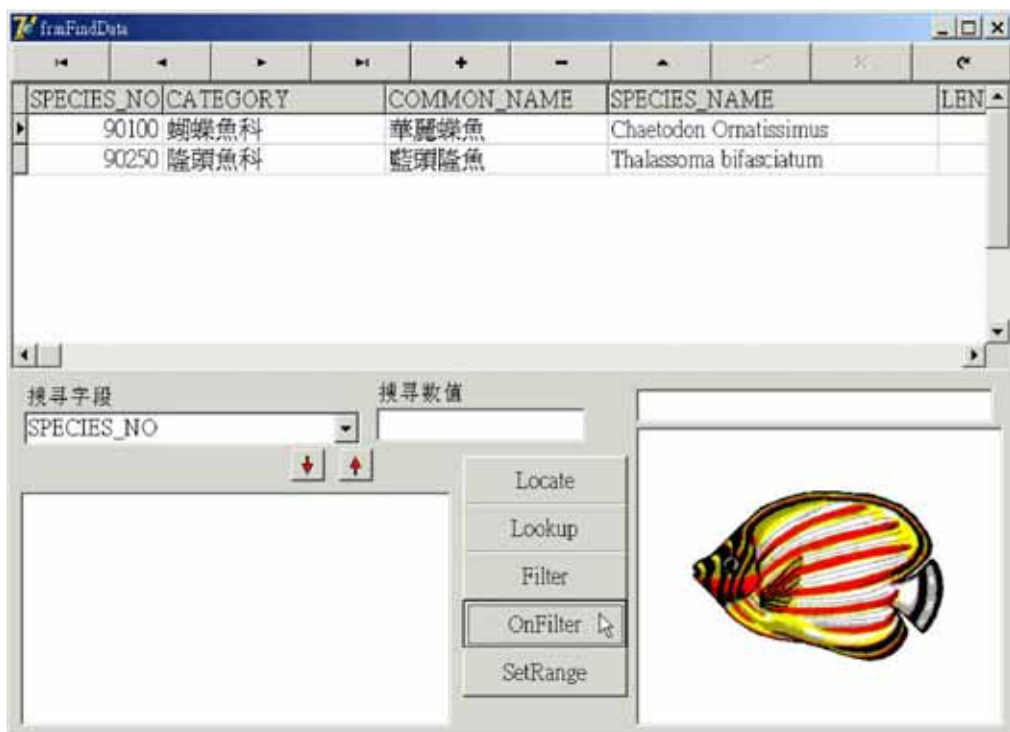 frmFindData
SPECIES_NO CATEGORY COMMON_NAME SPECIES_NAME LEN
90100 蝴蝶魚科 華麗蝶魚 Chaetodon Ornatissimus
90250 隆頭魚科 藍頭隆魚 Thalassoma bifasciatum
搜尋字段 搜尋數值
SPECIES_NO
Locate
Lookup
Filter
OnFilter
SetRange